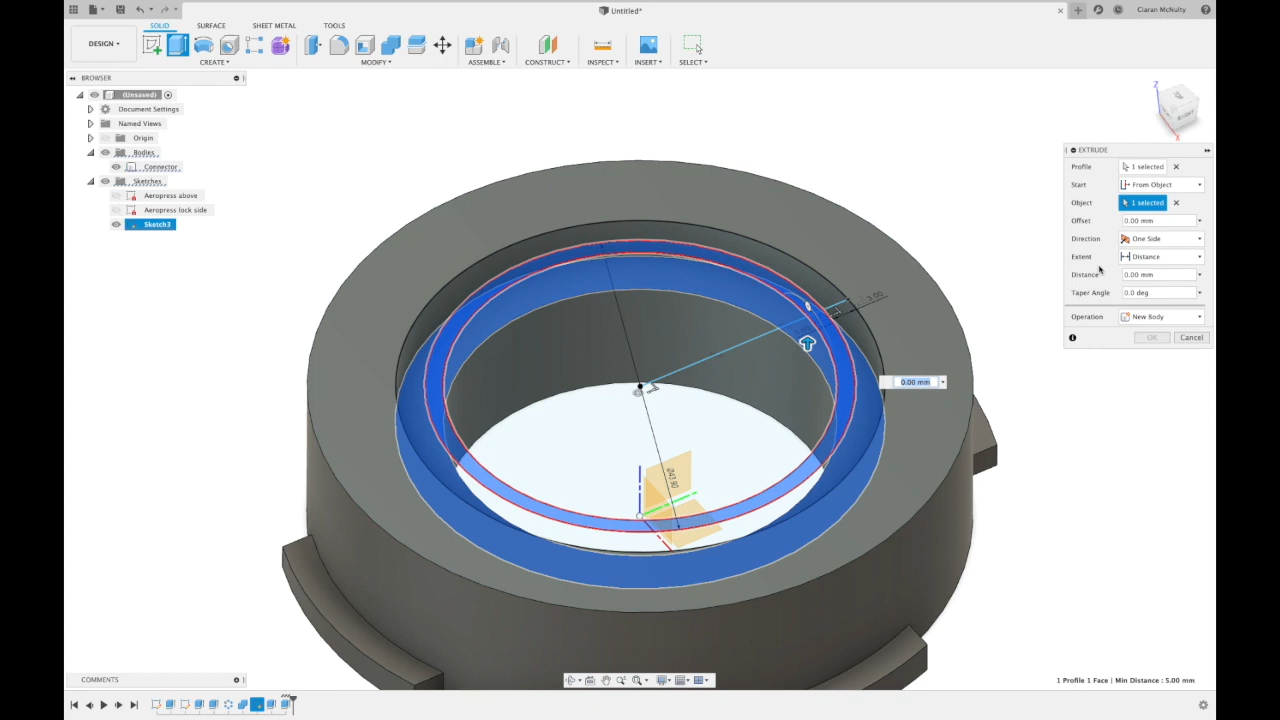 Untitled*
Ciaran McNulty
SOLID SURFACE SHEET METAL TOOLS
DESIGN
CREATE MODIFY ASSEMBLE CONSTRUCT INSPECT INSERT SELECT
BROWSER
(Unsaved)
Document Settings
Named Views
Origin
Bodies
Connector
Sketches
Aeropress above
Aeropress lock side
Sketch3
Z
X
EXTRUDE
Profile 1 selected
Start From Object
Object 1 selected
Offset 0.00 mm
Direction One Side
Extent Distance
Distance 0.00 mm
Taper Angle 0.0 deg
Operation New Body
OK Cancel
3.00
0.00 mm
Ø43.90
COMMENTS
1 Profile 1 Face | Min Distance : 5.00 mm